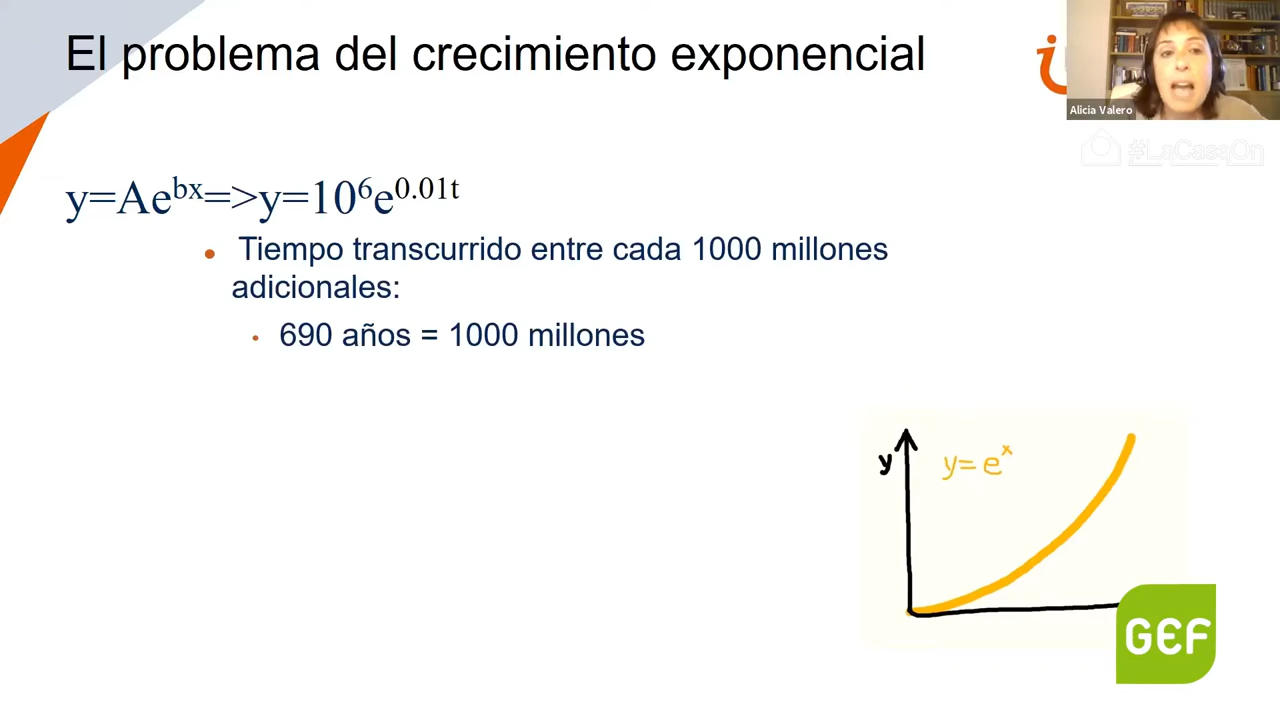 El problema del crecimiento exponencial
Alicia Valero
#LaCasaOn
y=Ae^bx=>y=10^6e^0.01t
• Tiempo transcurrido entre cada 1000 millones
adicionales:
• 690 años = 1000 millones
y
y=e^x
GEF